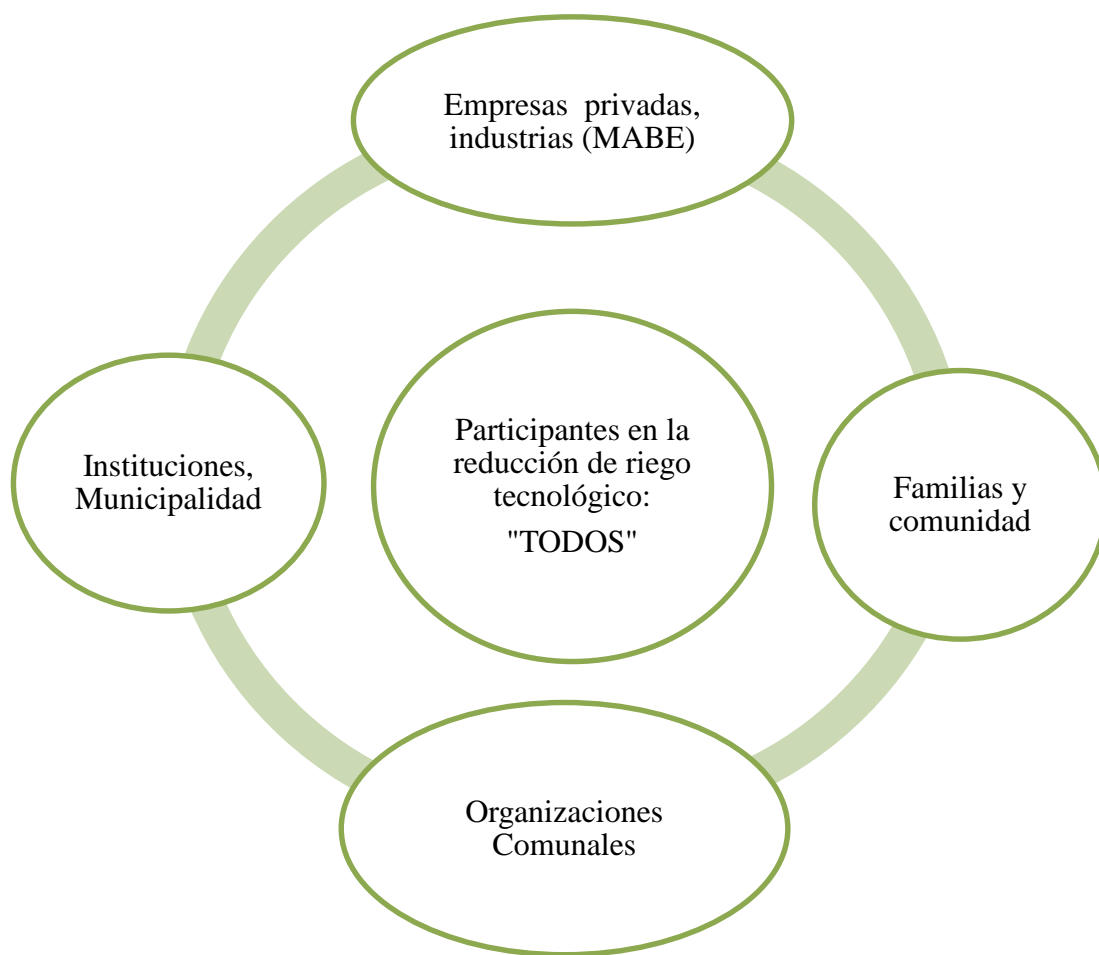 Empresas privadas,
industrias (MABE)
Instituciones,
Municipalidad
Participantes en la
reducción de riego
tecnológico:
"TODOS"
Familias y
comunidad
Organizaciones
Comunales